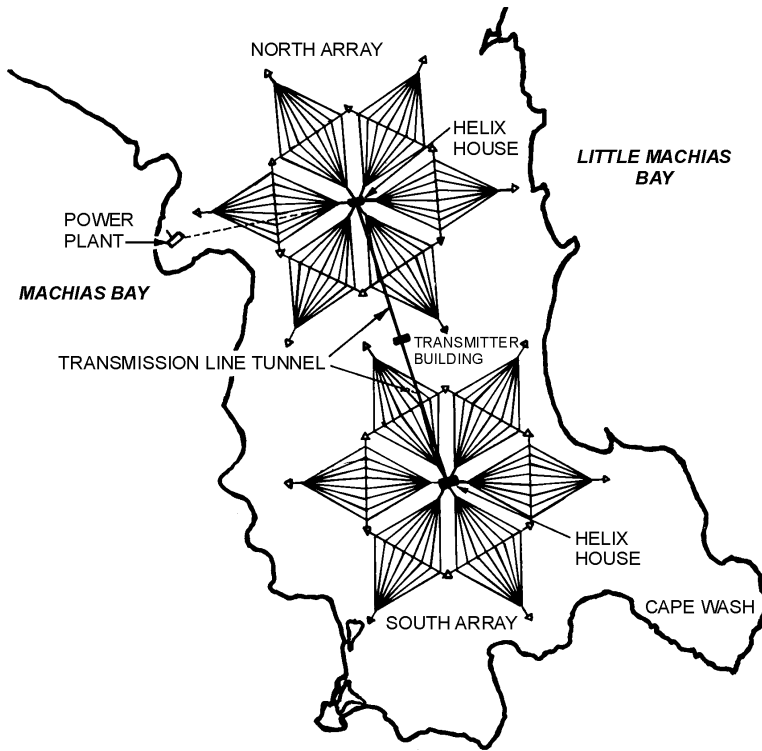 NORTH ARRAY
HELIX
HOUSE
LITTLE MACHIAS
BAY
POWER
PLANT
MACHIAS BAY
TRANSMITTER
BUILDING
TRANSMISSION LINE TUNNEL
HELIX
HOUSE
CAPE WASH
SOUTH ARRAY